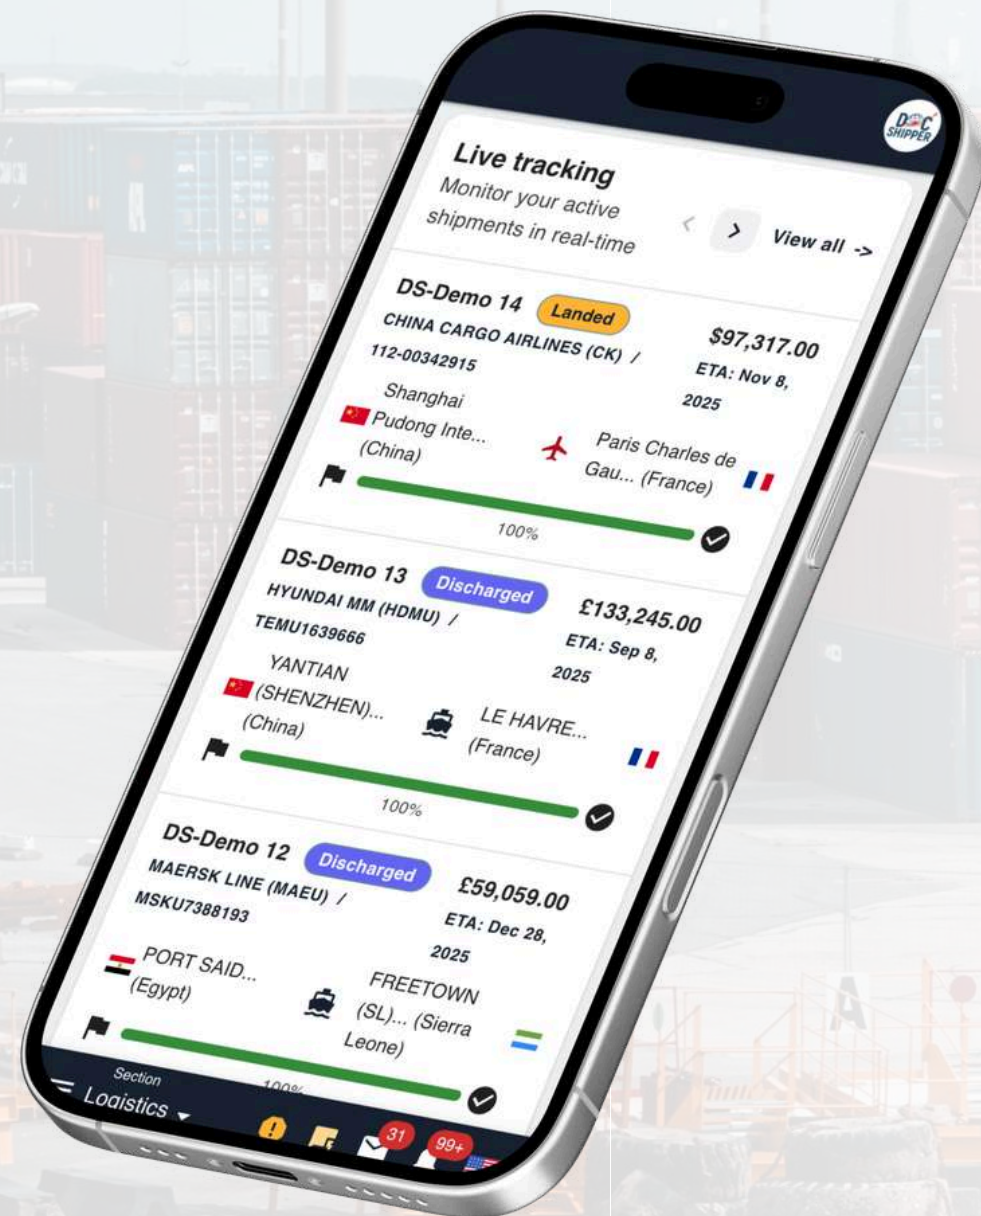 DOC
SHIPPER
Live tracking
Monitor your active
shipments in real-time
< > View all ->
DS-Demo 14 Landed $97,317.00
CHINA CARGO AIRLINES (CK) / ETA: Nov 8,
112-00342915 2025
Shanghai
Pudong Inte... Paris Charles de
(China) Gau... (France)
100%
DS-Demo 13 Discharged £133,245.00
HYUNDAI MM (HDMU) / ETA: Sep 8,
TEMU1639666 2025
YANTIAN
(SHENZHEN)... LE HAVRE...
(China) (France)
100%
DS-Demo 12 Discharged £59,059.00
MAERSK LINE (MAEU) / ETA: Dec 28,
MSKU7388193 2025
PORT SAID... FREETOWN
(Egypt) (SL)... (Sierra
Leone)
100%
Section
Logistics
31 99+
A